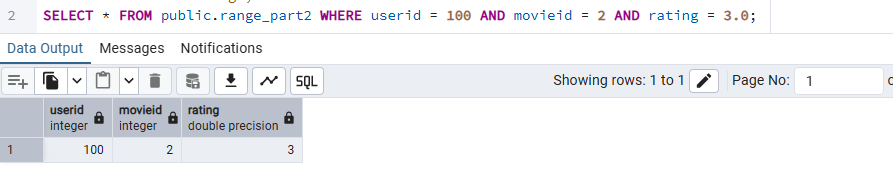 2 SELECT * FROM public.range_part2 WHERE userid = 100 AND movieid = 2 AND rating = 3.0;
Data Output Messages Notifications
SQL Showing rows: 1 to 1 Page No: 1
userid movieid rating
integer integer double precision
1 100 2 3